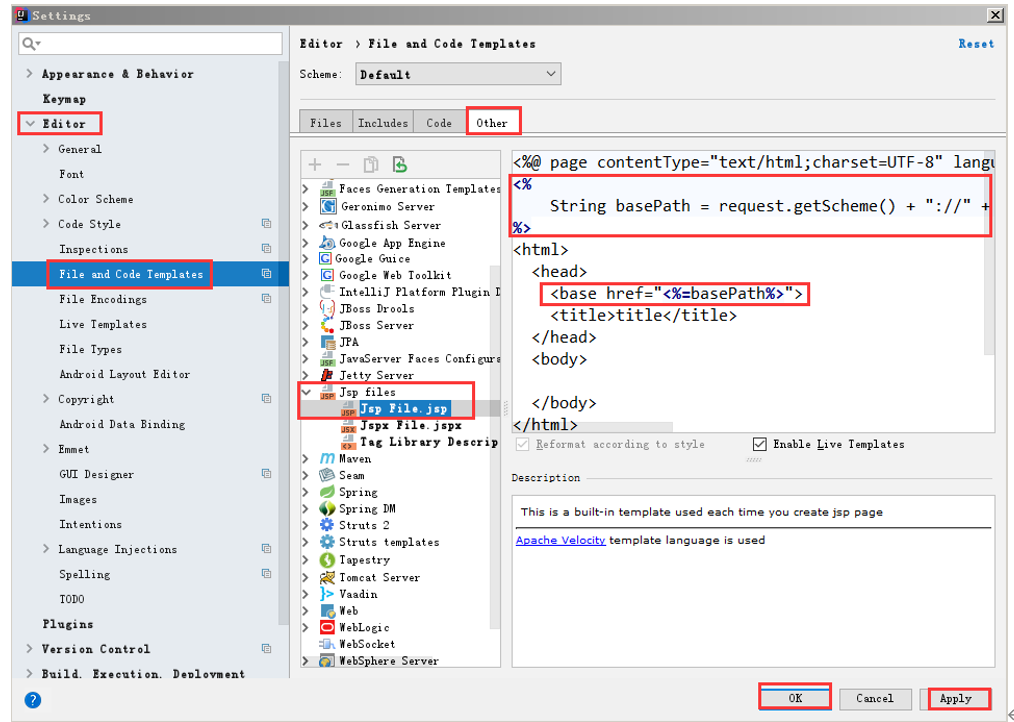 Settings
Editor > File and Code Templates
Reset
Scheme: Default
Appearance & Behavior
Keymap
Editor
General
Font
Color Scheme
Code Style
Inspections
File and Code Templates
File Encodings
Live Templates
File Types
Android Layout Editor
Copyright
Android Data Binding
Emmet
GUI Designer
Images
Intentions
Language Injections
Spelling
TODO
Plugins
Version Control
Build, Execution, Deployment
Files Includes Code Other
Faces Generation Templates
Geronimo Server
Glassfish Server
Google App Engine
Google Guice
Google Web Toolkit
IntelliJ Platform Plugin D
JBoss Drools
JBoss Server
JPA
JavaServer Faces Configura
Jetty Server
Jsp files
Jsp File.jsp
Jspx File.jspx
Tag Library Descrip
Maven
Seam
Spring
Spring DM
Struts 2
Struts templates
Tapestry
Tomcat Server
Vaadin
Web
WebLogic
WebSocket
WebSphere Server
<%@ page contentType="text/html;charset=UTF-8" langu
<%
String basePath = request.getScheme() + "://" +
%>
<html>
<head>
<base href="<%=basePath%>">
<title>title</title>
</head>
<body>
</body>
</html>
Reformat according to style
Enable Live Templates
Description
This is a built-in template used each time you create jsp page
Apache Velocity template language is used
?
OK Cancel Apply